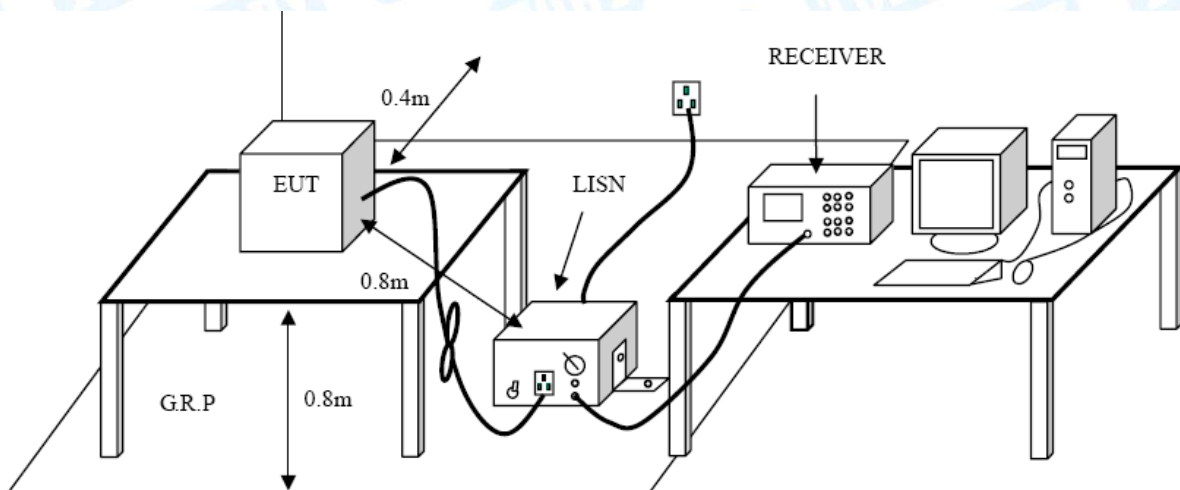 RECEIVER
0.4m
EUT
LISN
0.8m
G.R.P
0.8m